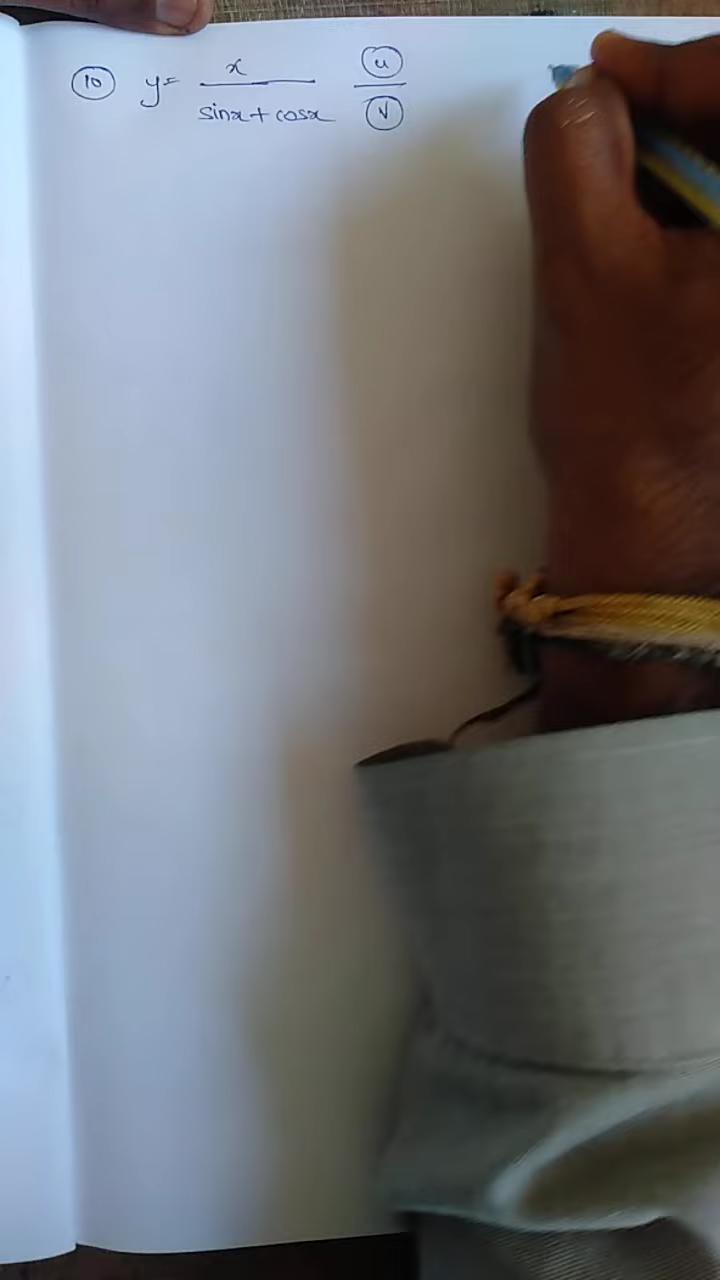 ⑩ y= x / sinx + cosx ⓤ / Ⓥ